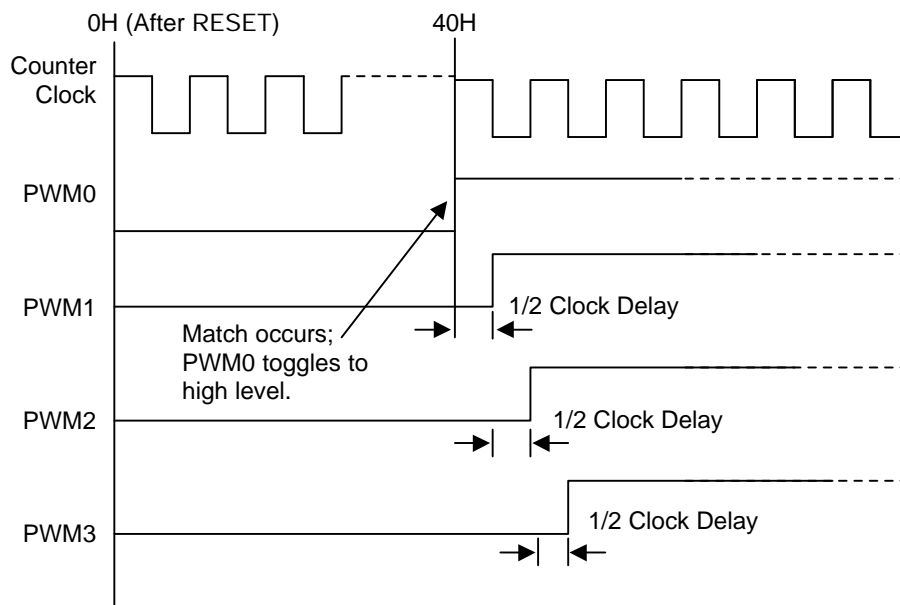 0H (After RESET)
40H
Counter
Clock
PWM0
PWM1
1/2 Clock Delay
Match occurs;
PWM0 toggles to
high level.
PWM2
1/2 Clock Delay
PWM3
1/2 Clock Delay